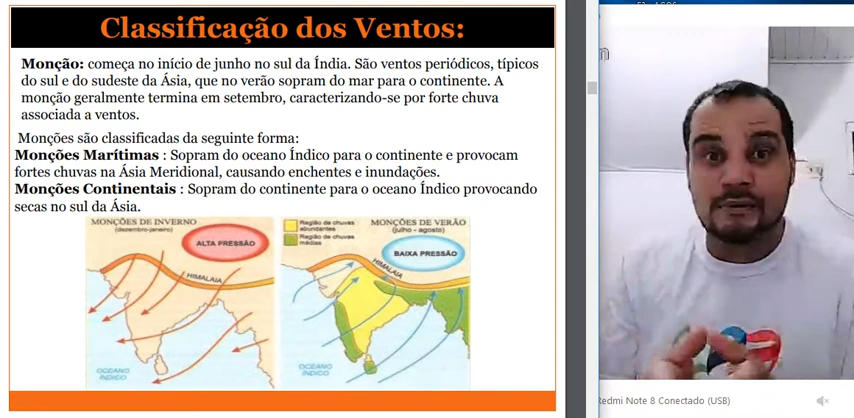 Classificação dos Ventos:
Monção: começa no início de junho no sul da Índia. São ventos periódicos, típicos
do sul e do sudeste da Ásia, que no verão sopram do mar para o continente. A
monção geralmente termina em setembro, caracterizando-se por forte chuva
associada a ventos.
Monções são classificadas da seguinte forma:
Monções Marítimas : Sopram do oceano Índico para o continente e provocam
fortes chuvas na Ásia Meridional, causando enchentes e inundações.
Monções Continentais : Sopram do continente para o oceano Índico provocando
secas no sul da Ásia.
MONÇÕES DE INVERNO
(dezembro-janeiro)
ALTA PRESSÃO
HIMALAIA
OCEANO
ÍNDICO
Região de chuvas
abundantes
Região de chuvas
médias
MONÇÕES DE VERÃO
(julho - agosto)
BAIXA PRESSÃO
HIMALAIA
OCEANO
ÍNDICO
Redmi Note 8 Conectado (USB)